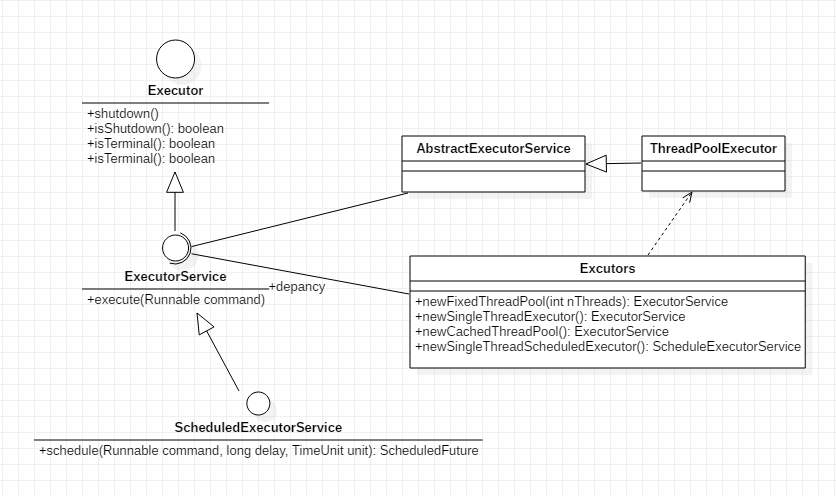 Executor
+shutdown()
+isShutdown(): boolean
+isTerminal(): boolean
+isTerminal(): boolean
AbstractExecutorService
ThreadPoolExecutor
ExecutorService
+execute(Runnable command)
+depancy
Excutors
+newFixedThreadPool(int nThreads): ExecutorService
+newSingleThreadExecutor(): ExecutorService
+newCachedThreadPool(): ExecutorService
+newSingleThreadScheduledExecutor(): ScheduleExecutorService
ScheduledExecutorService
+schedule(Runnable command, long delay, TimeUnit unit): ScheduledFuture